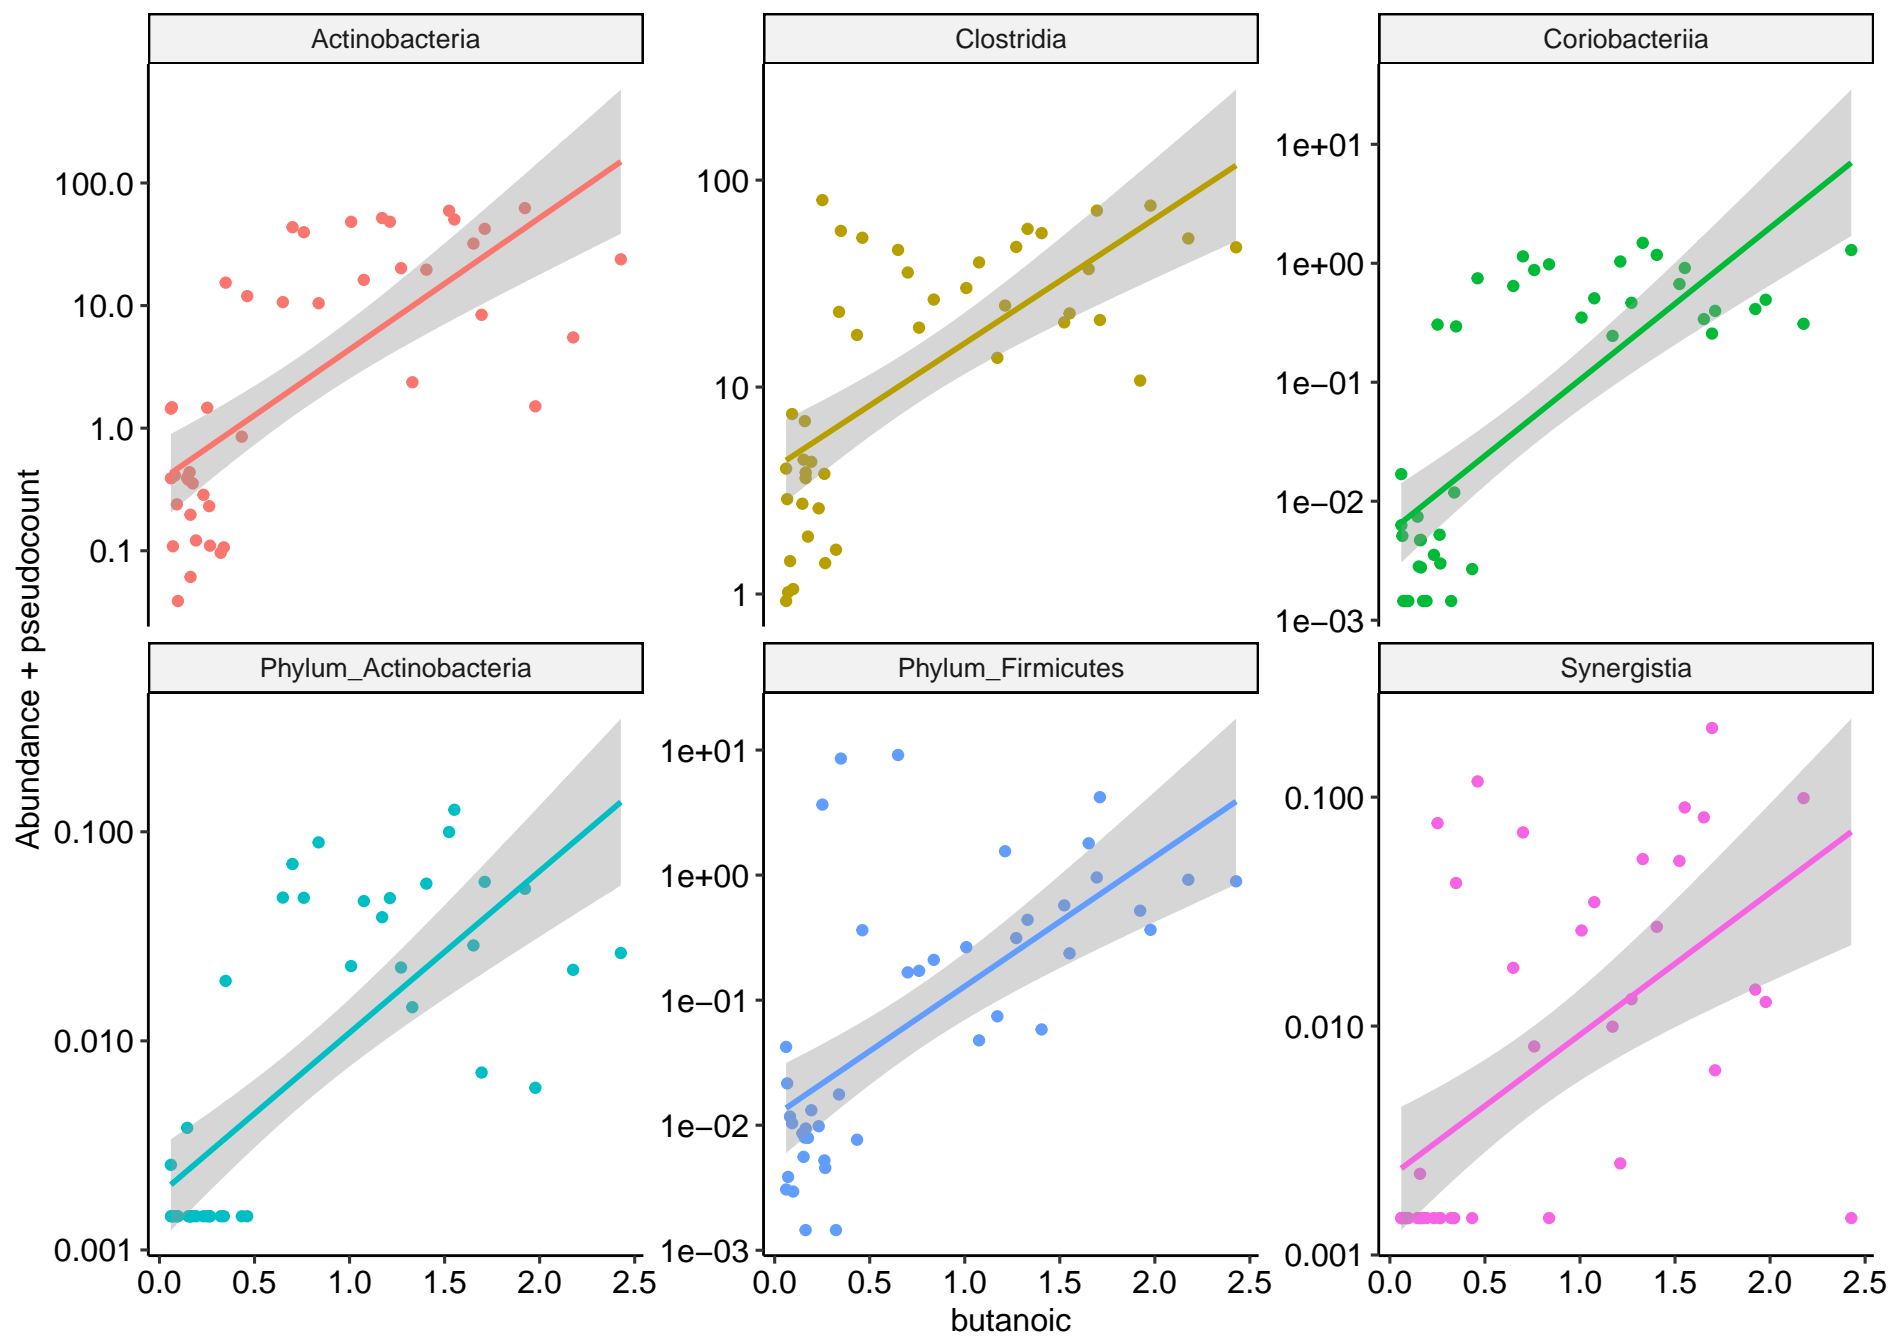 Actinobacteria
Clostridia
Coriobacteriia
100.0
10.0
1.0
0.1
100
10
1
1e+01
1e+00
1e−01
1e−02
1e−03
Abundance + pseudocount
Phylum_Actinobacteria
Phylum_Firmicutes
Synergistia
0.100
0.010
0.001
1e+01
1e+00
1e−01
1e−02
1e−03
0.100
0.010
0.001
0.0 0.5 1.0 1.5 2.0 2.5
0.0 0.5 1.0 1.5 2.0 2.5
0.0 0.5 1.0 1.5 2.0 2.5
butanoic